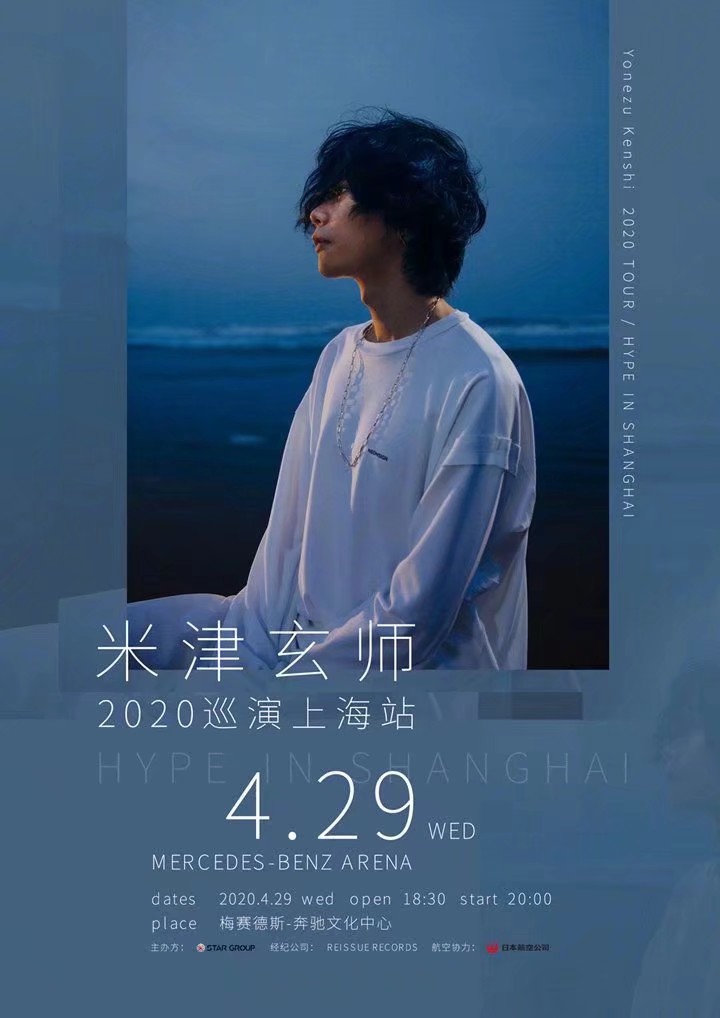 Yonezu Kenshi 2020 TOUR / HYPE IN SHANGHAI
米津玄师
2020巡演上海站
HYPE IN SHANGHAI
4.29 WED
MERCEDES-BENZ ARENA
dates 2020.4.29 wed open 18:30 start 20:00
place 梅赛德斯-奔驰文化中心
主办方： STAR GROUP 经纪公司： REISSUE RECORDS 航空协力： 日本航空公司